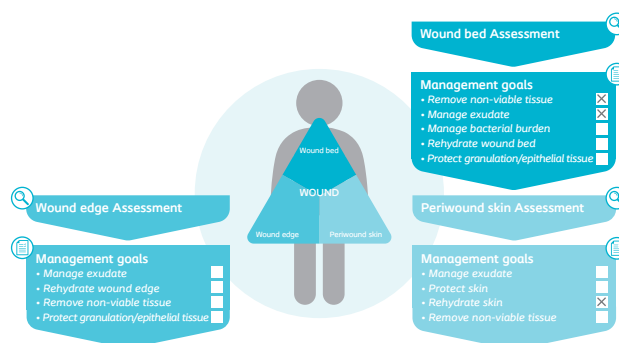 Wound bed Assessment
Management goals
• Remove non-viable tissue
• Manage exudate
• Manage bacterial burden
• Rehydrate wound bed
• Protect granulation/epithelial tissue
Wound bed
WOUND
Wound edge
Periwound skin
Wound edge Assessment
Management goals
• Manage exudate
• Rehydrate wound edge
• Remove non-viable tissue
• Protect granulation/epithelial tissue
Periwound skin Assessment
Management goals
• Manage exudate
• Protect skin
• Rehydrate skin
• Remove non-viable tissue